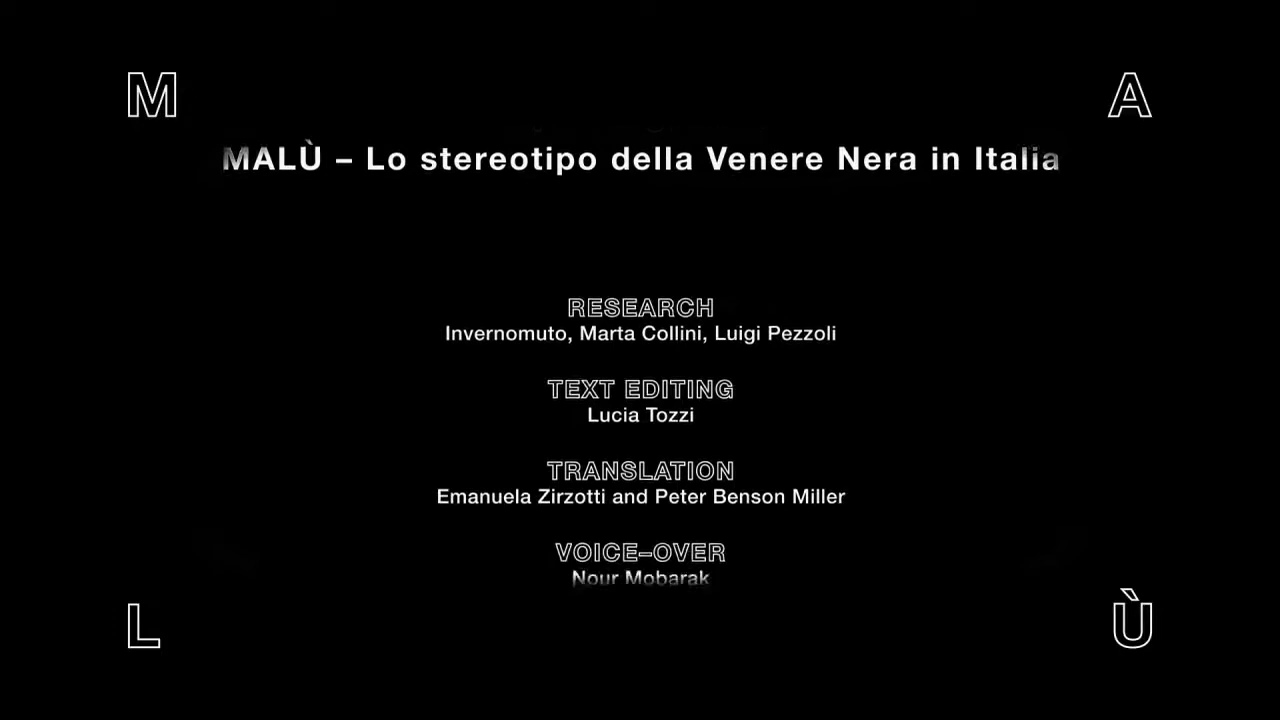 M A
MALÙ – Lo stereotipo della Venere Nera in Italia
RESEARCH
Invernomuto, Marta Collini, Luigi Pezzoli
TEXT EDITING
Lucia Tozzi
TRANSLATION
Emanuela Zirzotti and Peter Benson Miller
VOICE–OVER
Nour Mobarak
L Ù